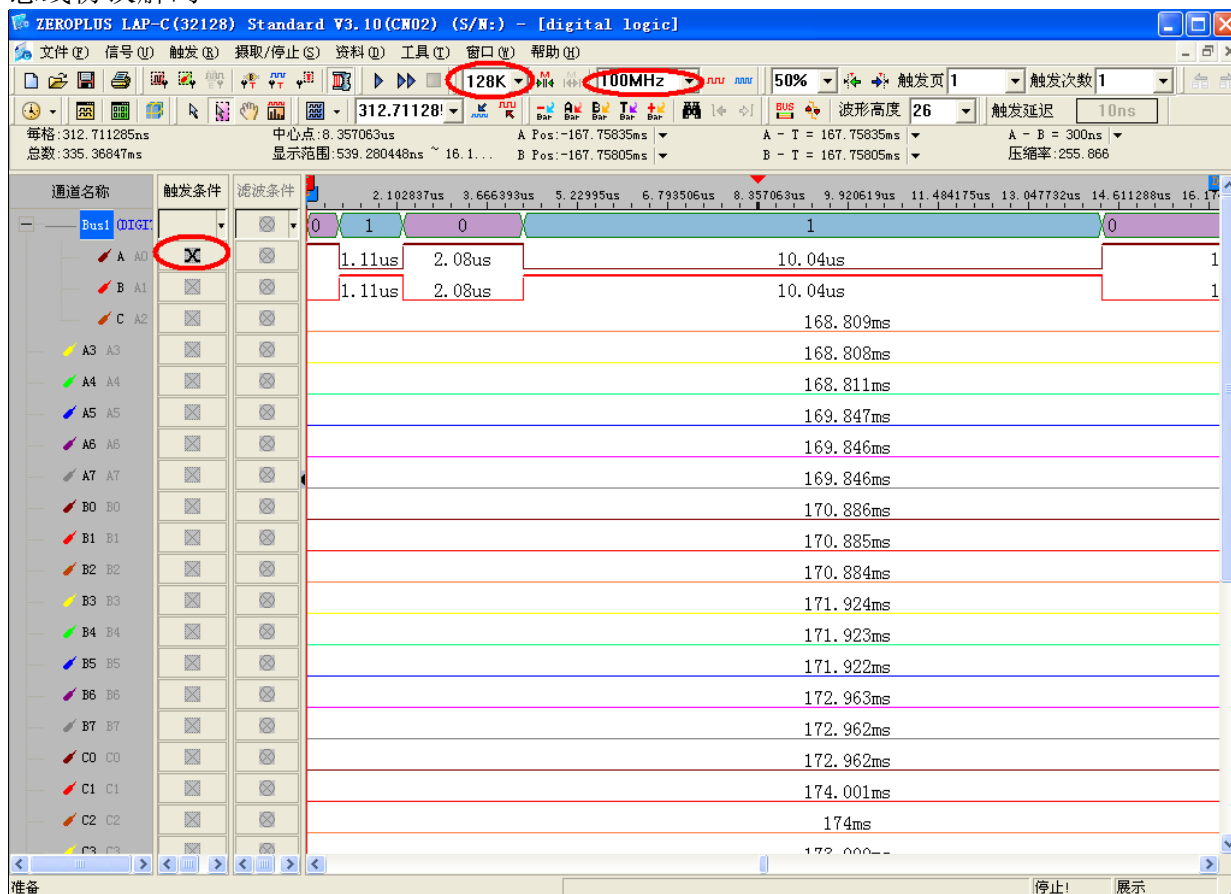 ZEROPLUS LAP-C(32128) Standard V3.10(CN02) (S/N:) - [digital logic]
文件(F) 信号(U) 触发(R) 摄取/停止(S) 资料(D) 工具(T) 窗口(W) 帮助(H)
128K 100MHz 50% 触发页 1 触发次数 1
312.71128 BUS 波形高度 26 触发延迟 10ns
每格:312.711285ns 中心点:8.357063us A Pos:-167.75835ms A - T = 167.75835ms A - B = 300ns
总数:335.36847ms 显示范围:539.280448ns ~ 16.1... B Pos:-167.75805ms B - T = 167.75805ms 压缩率:255.866
通道名称 触发条件 滤波条件 2.102837us 3.666393us 5.22995us 6.793506us 8.357063us 9.920619us 11.484175us 13.047732us 14.611288us 16.17
Bus1 (DIGI 0 1 0 1 0
A A0 1.11us 2.08us 10.04us 1
B A1 1.11us 2.08us 10.04us 1
C A2 168.809ms
A3 A3 168.808ms
A4 A4 168.811ms
A5 A5 169.847ms
A6 A6 169.846ms
A7 A7 169.846ms
B0 B0 170.886ms
B1 B1 170.885ms
B2 B2 170.884ms
B3 B3 171.924ms
B4 B4 171.923ms
B5 B5 171.922ms
B6 B6 172.963ms
B7 B7 172.962ms
C0 C0 172.962ms
C1 C1 174.001ms
C2 C2 174ms
C3 C3
准备 停止! 展示